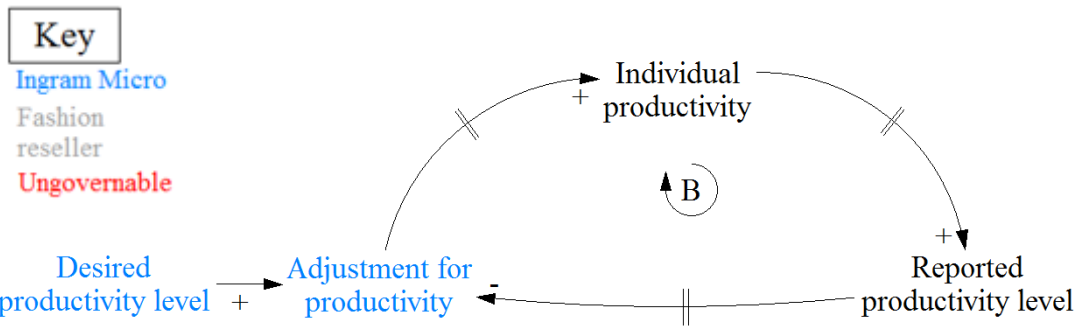 Key
Ingram Micro
Fashion
reseller
Ungovernable
Individual
productivity
+
B
+
Desired
productivity level
+
Adjustment for
productivity
-
Reported
productivity level